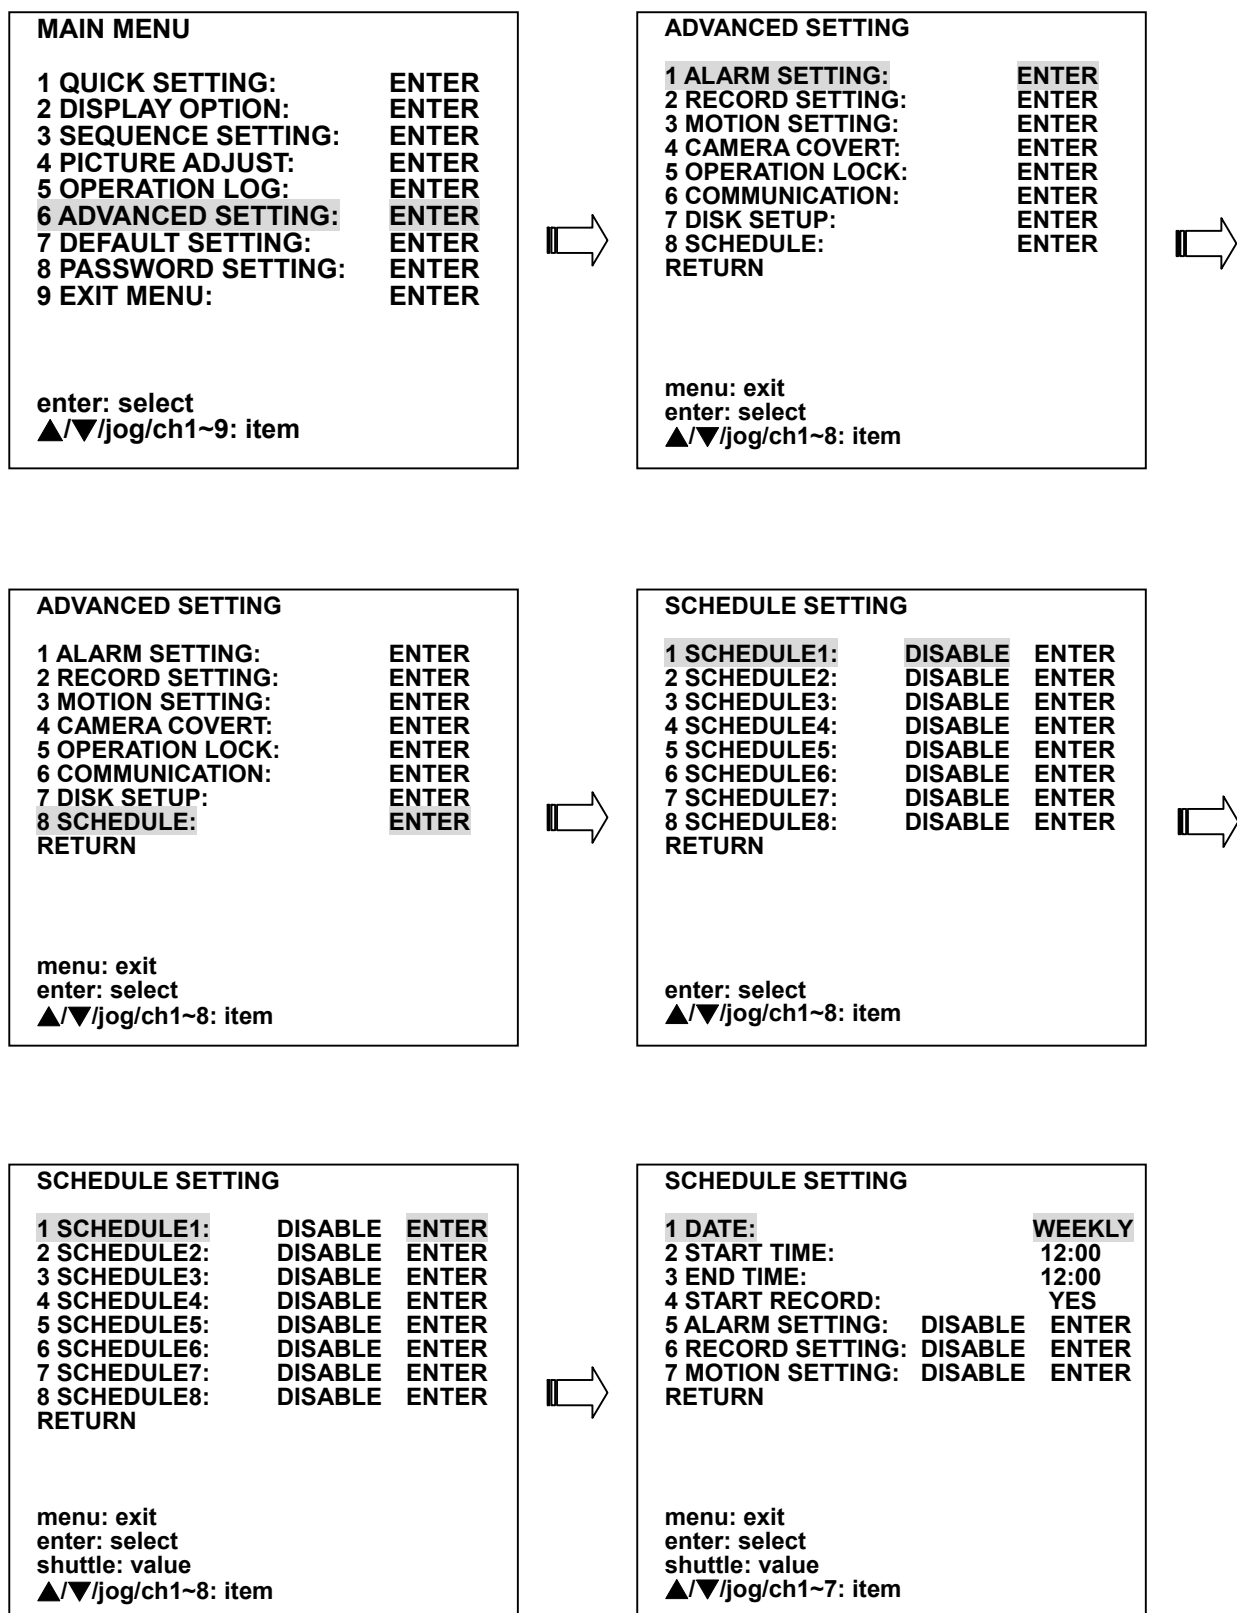 MAIN MENU
1 QUICK SETTING: ENTER
2 DISPLAY OPTION: ENTER
3 SEQUENCE SETTING: ENTER
4 PICTURE ADJUST: ENTER
5 OPERATION LOG: ENTER
6 ADVANCED SETTING: ENTER
7 DEFAULT SETTING: ENTER
8 PASSWORD SETTING: ENTER
9 EXIT MENU: ENTER
enter: select
▲/▼/jog/ch1~9: item
ADVANCED SETTING
1 ALARM SETTING: ENTER
2 RECORD SETTING: ENTER
3 MOTION SETTING: ENTER
4 CAMERA COVERT: ENTER
5 OPERATION LOCK: ENTER
6 COMMUNICATION: ENTER
7 DISK SETUP: ENTER
8 SCHEDULE: ENTER
RETURN
menu: exit
enter: select
▲/▼/jog/ch1~8: item
ADVANCED SETTING
1 ALARM SETTING: ENTER
2 RECORD SETTING: ENTER
3 MOTION SETTING: ENTER
4 CAMERA COVERT: ENTER
5 OPERATION LOCK: ENTER
6 COMMUNICATION: ENTER
7 DISK SETUP: ENTER
8 SCHEDULE: ENTER
RETURN
menu: exit
enter: select
▲/▼/jog/ch1~8: item
SCHEDULE SETTING
1 SCHEDULE1: DISABLE ENTER
2 SCHEDULE2: DISABLE ENTER
3 SCHEDULE3: DISABLE ENTER
4 SCHEDULE4: DISABLE ENTER
5 SCHEDULE5: DISABLE ENTER
6 SCHEDULE6: DISABLE ENTER
7 SCHEDULE7: DISABLE ENTER
8 SCHEDULE8: DISABLE ENTER
RETURN
enter: select
▲/▼/jog/ch1~8: item
SCHEDULE SETTING
1 SCHEDULE1: DISABLE ENTER
2 SCHEDULE2: DISABLE ENTER
3 SCHEDULE3: DISABLE ENTER
4 SCHEDULE4: DISABLE ENTER
5 SCHEDULE5: DISABLE ENTER
6 SCHEDULE6: DISABLE ENTER
7 SCHEDULE7: DISABLE ENTER
8 SCHEDULE8: DISABLE ENTER
RETURN
menu: exit
enter: select
shuttle: value
▲/▼/jog/ch1~8: item
SCHEDULE SETTING
1 DATE: WEEKLY
2 START TIME: 12:00
3 END TIME: 12:00
4 START RECORD: YES
5 ALARM SETTING: DISABLE ENTER
6 RECORD SETTING: DISABLE ENTER
7 MOTION SETTING: DISABLE ENTER
RETURN
menu: exit
enter: select
shuttle: value
▲/▼/jog/ch1~7: item